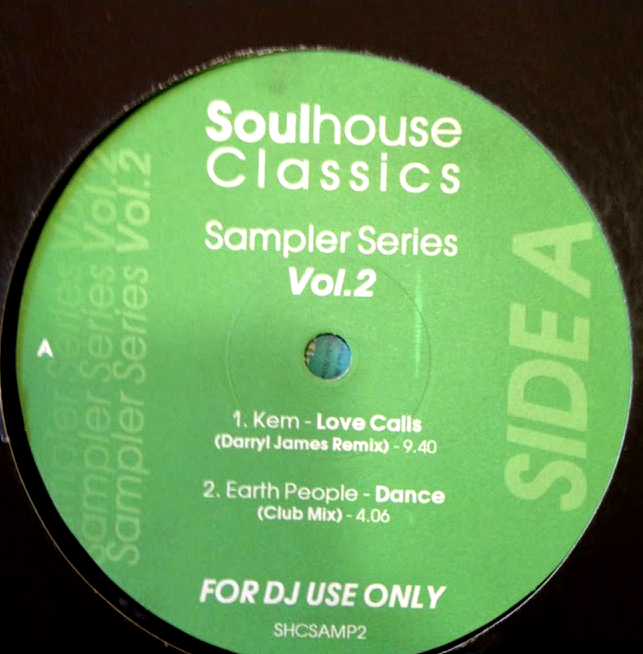 Soulhouse
Classics
Sampler Series
Vol.2
Sampler Series Vol.2
Sampler Series Vol.2
Sampler Series Vol.2
A
SIDE A
1. Kem - Love Calls
(Darryl James Remix) - 9.40
2. Earth People - Dance
(Club Mix) - 4.06
FOR DJ USE ONLY
SHCSAMP2